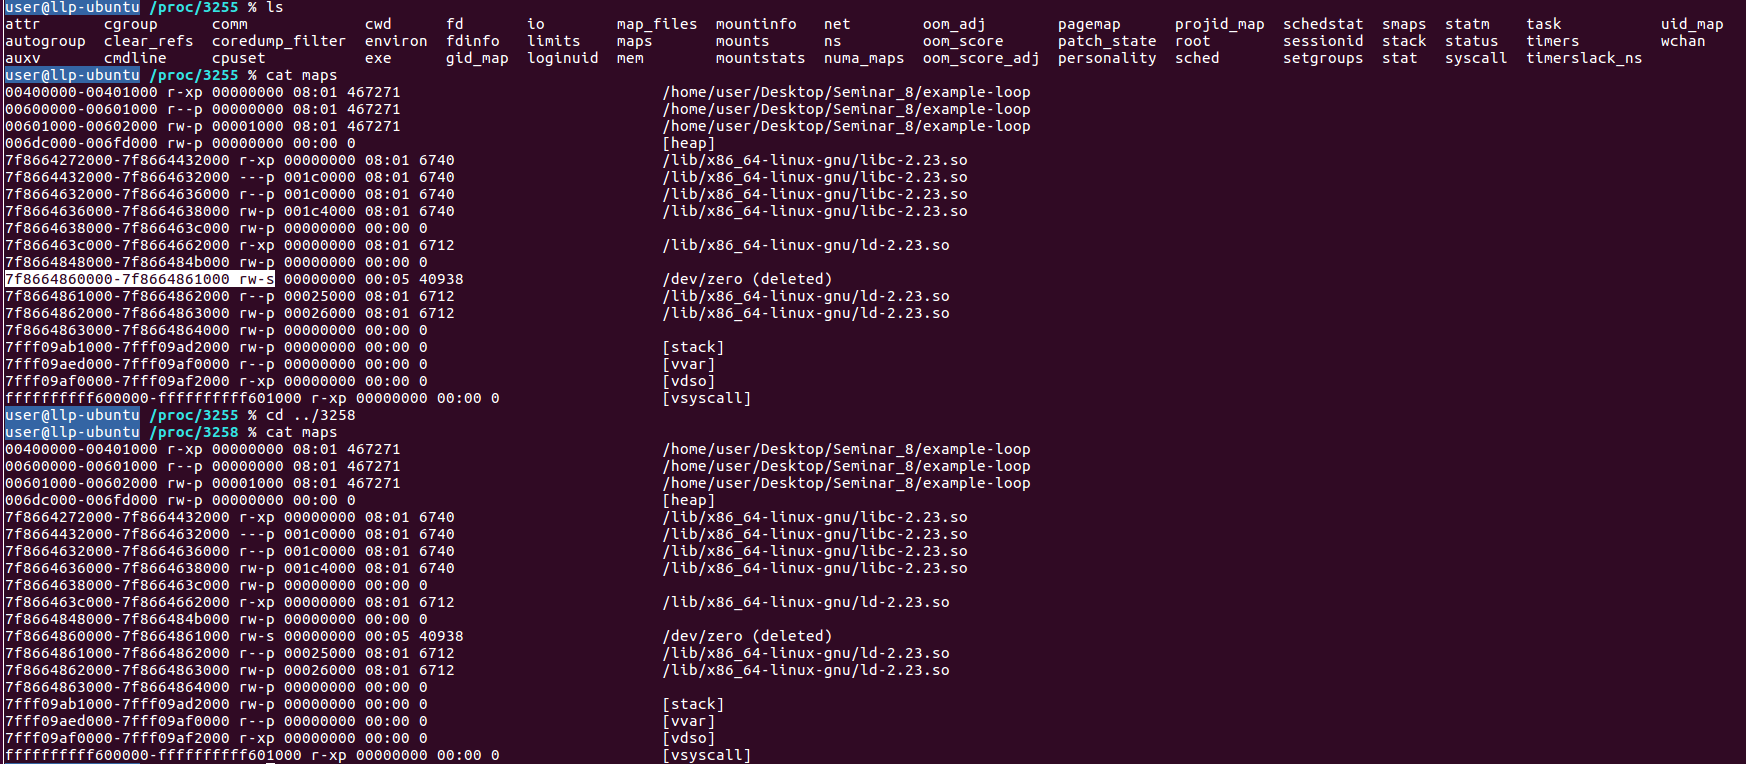 user@llp-ubuntu /proc/3255 % ls
attr       cgroup      comm             cwd      fd       io        map_files   mountinfo  net        oom_adj        pagemap      projid_map  schedstat  smaps  statm    task            uid_map
autogroup  clear_refs  coredump_filter  environ  fdinfo   limits    maps        mounts     ns         oom_score      patch_state  root        sessionid  stack  status   timers          wchan
auxv       cmdline     cpuset           exe      gid_map  loginuid  mem         mountstats  numa_maps  oom_score_adj  personality  sched       setgroups  stat   syscall  timerslack_ns
user@llp-ubuntu /proc/3255 % cat maps
00400000-00401000 r-xp 00000000 08:01 467271                             /home/user/Desktop/Seminar_8/example-loop
00600000-00601000 r--p 00000000 08:01 467271                             /home/user/Desktop/Seminar_8/example-loop
00601000-00602000 rw-p 00001000 08:01 467271                             /home/user/Desktop/Seminar_8/example-loop
006dc000-006fd000 rw-p 00000000 00:00 0                                  [heap]
7f8664272000-7f8664432000 r-xp 00000000 08:01 6740                       /lib/x86_64-linux-gnu/libc-2.23.so
7f8664432000-7f8664632000 ---p 001c0000 08:01 6740                       /lib/x86_64-linux-gnu/libc-2.23.so
7f8664632000-7f8664636000 r--p 001c0000 08:01 6740                       /lib/x86_64-linux-gnu/libc-2.23.so
7f8664636000-7f8664638000 rw-p 001c4000 08:01 6740                       /lib/x86_64-linux-gnu/libc-2.23.so
7f8664638000-7f866463c000 rw-p 00000000 00:00 0
7f866463c000-7f8664662000 r-xp 00000000 08:01 6712                       /lib/x86_64-linux-gnu/ld-2.23.so
7f8664848000-7f866484b000 rw-p 00000000 00:00 0
7f8664860000-7f8664861000 rw-s 00000000 00:05 40938                      /dev/zero (deleted)
7f8664861000-7f8664862000 r--p 00025000 08:01 6712                       /lib/x86_64-linux-gnu/ld-2.23.so
7f8664862000-7f8664863000 rw-p 00026000 08:01 6712                       /lib/x86_64-linux-gnu/ld-2.23.so
7f8664863000-7f8664864000 rw-p 00000000 00:00 0
7fff09ab1000-7fff09ad2000 rw-p 00000000 00:00 0                          [stack]
7fff09aed000-7fff09af0000 r--p 00000000 00:00 0                          [vvar]
7fff09af0000-7fff09af2000 r-xp 00000000 00:00 0                          [vdso]
ffffffffff600000-ffffffffff601000 r-xp 00000000 00:00 0                  [vsyscall]
user@llp-ubuntu /proc/3255 % cd ../3258
user@llp-ubuntu /proc/3258 % cat maps
00400000-00401000 r-xp 00000000 08:01 467271                             /home/user/Desktop/Seminar_8/example-loop
00600000-00601000 r--p 00000000 08:01 467271                             /home/user/Desktop/Seminar_8/example-loop
00601000-00602000 rw-p 00001000 08:01 467271                             /home/user/Desktop/Seminar_8/example-loop
006dc000-006fd000 rw-p 00000000 00:00 0                                  [heap]
7f8664272000-7f8664432000 r-xp 00000000 08:01 6740                       /lib/x86_64-linux-gnu/libc-2.23.so
7f8664432000-7f8664632000 ---p 001c0000 08:01 6740                       /lib/x86_64-linux-gnu/libc-2.23.so
7f8664632000-7f8664636000 r--p 001c0000 08:01 6740                       /lib/x86_64-linux-gnu/libc-2.23.so
7f8664636000-7f8664638000 rw-p 001c4000 08:01 6740                       /lib/x86_64-linux-gnu/libc-2.23.so
7f8664638000-7f866463c000 rw-p 00000000 00:00 0
7f866463c000-7f8664662000 r-xp 00000000 08:01 6712                       /lib/x86_64-linux-gnu/ld-2.23.so
7f8664848000-7f866484b000 rw-p 00000000 00:00 0
7f8664860000-7f8664861000 rw-s 00000000 00:05 40938                      /dev/zero (deleted)
7f8664861000-7f8664862000 r--p 00025000 08:01 6712                       /lib/x86_64-linux-gnu/ld-2.23.so
7f8664862000-7f8664863000 rw-p 00026000 08:01 6712                       /lib/x86_64-linux-gnu/ld-2.23.so
7f8664863000-7f8664864000 rw-p 00000000 00:00 0
7fff09ab1000-7fff09ad2000 rw-p 00000000 00:00 0                          [stack]
7fff09aed000-7fff09af0000 r--p 00000000 00:00 0                          [vvar]
7fff09af0000-7fff09af2000 r-xp 00000000 00:00 0                          [vdso]
ffffffffff600000-ffffffffff601000 r-xp 00000000 00:00 0                  [vsyscall]